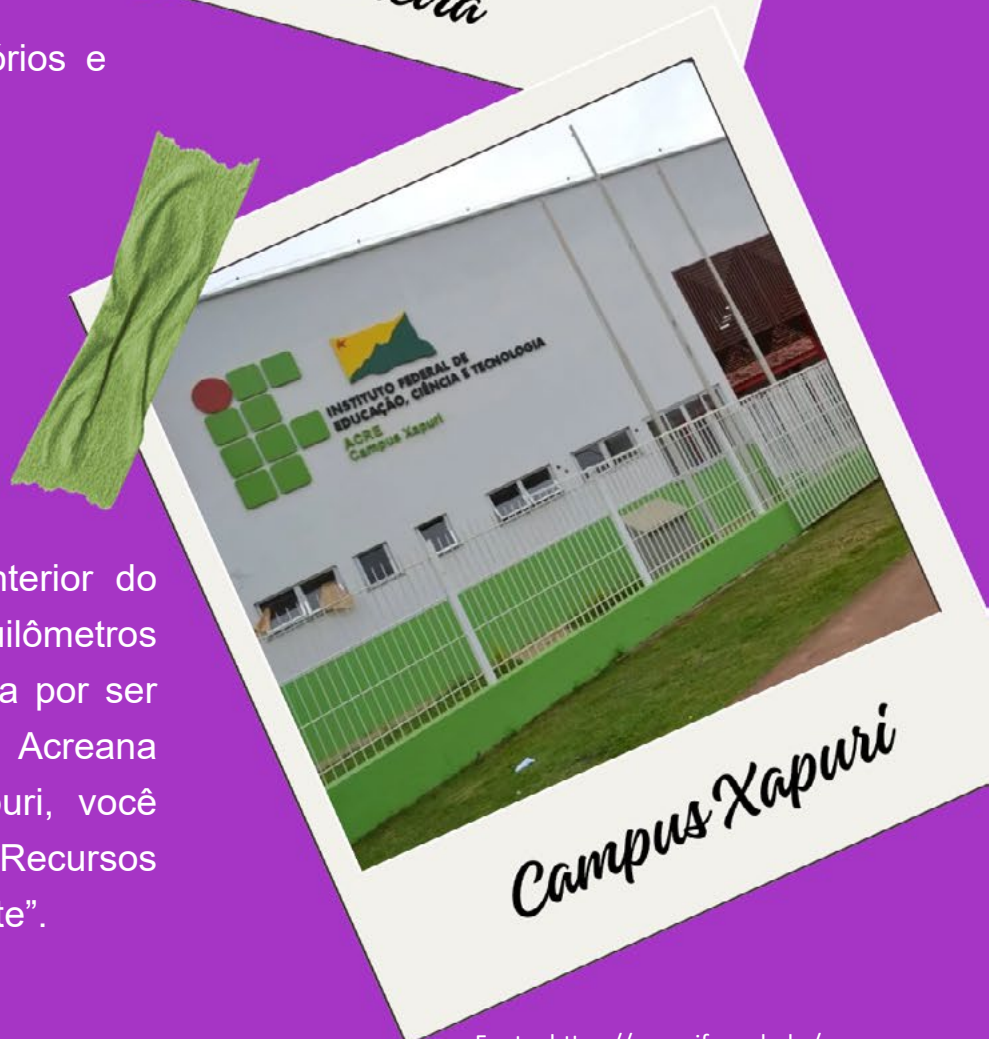 órios e
INSTITUTO FEDERAL DE
EDUCAÇÃO, CIÊNCIA E TECNOLOGIA
ACRE
Campus Xapuri
nterior do
uilômetros
a por ser
Acreana
uri, você
Recursos
te”.
Campus Xapuri